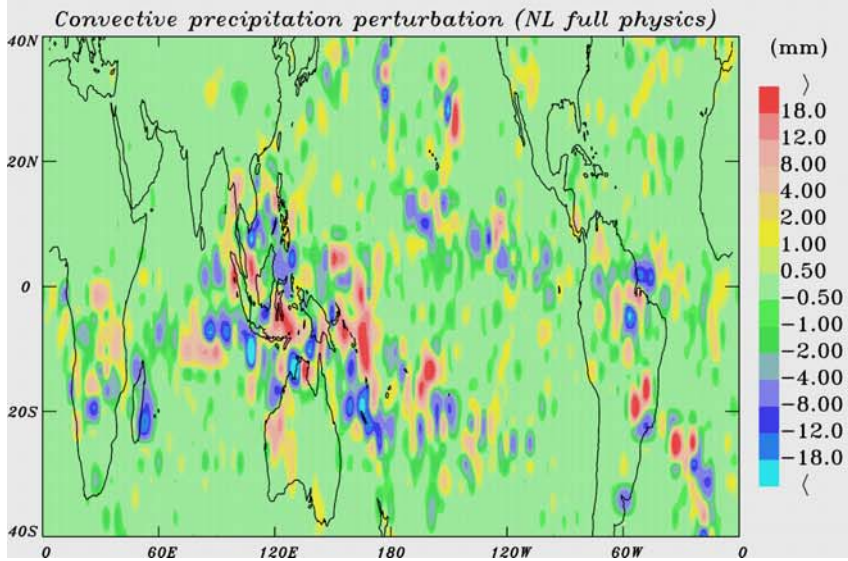 Convective precipitation perturbation (NL full physics)
(mm)
40N
20N
0
20S
40S
0 60E 120E 180 120W 60W 0
>
18.0
12.0
8.00
4.00
2.00
1.00
0.50
-0.50
-1.00
-2.00
-4.00
-8.00
-12.0
-18.0
<